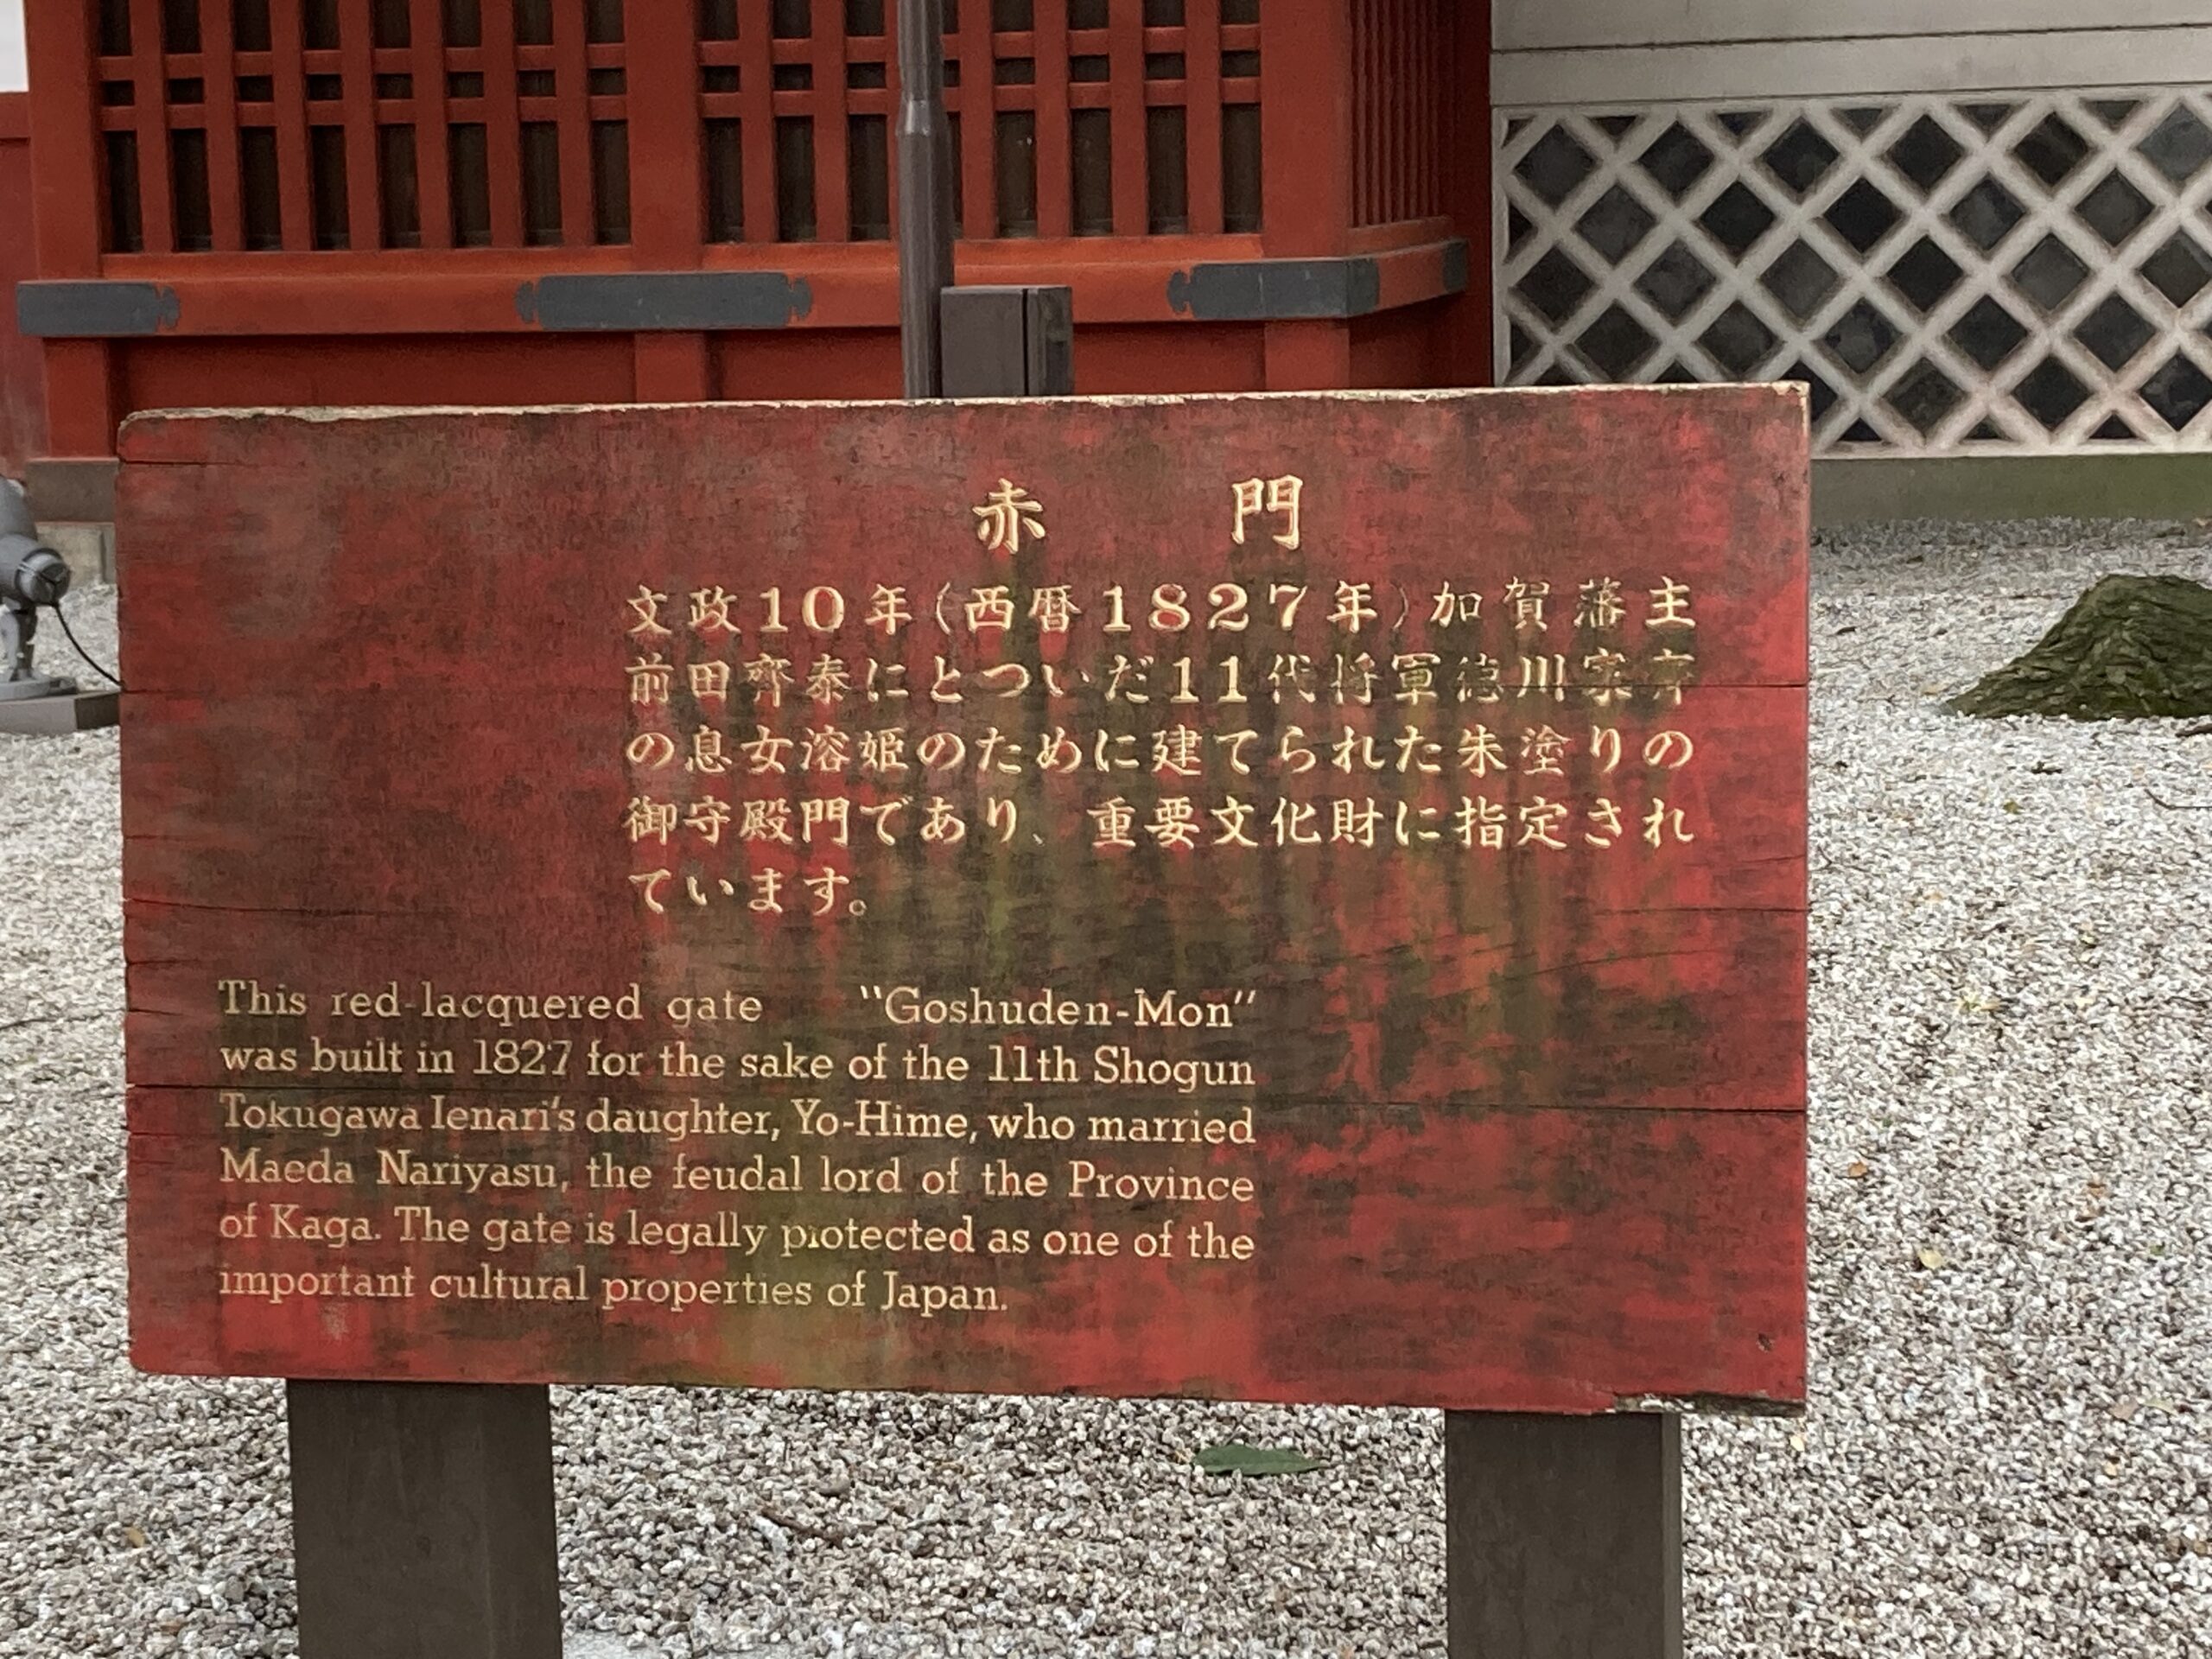 赤門
文政10年(西暦1827年)加賀藩主
前田齊泰にとついだ11代将軍徳川家斉
の息女溶姫のために建てられた朱塗りの
御守殿門であり、重要文化財に指定され
ています。
This red-lacquered gate "Goshuden-Mon"
was built in 1827 for the sake of the 11th Shogun
Tokugawa Ienari's daughter, Yo-Hime, who married
Maeda Nariyasu, the feudal lord of the Province
of Kaga. The gate is legally protected as one of the
important cultural properties of Japan.